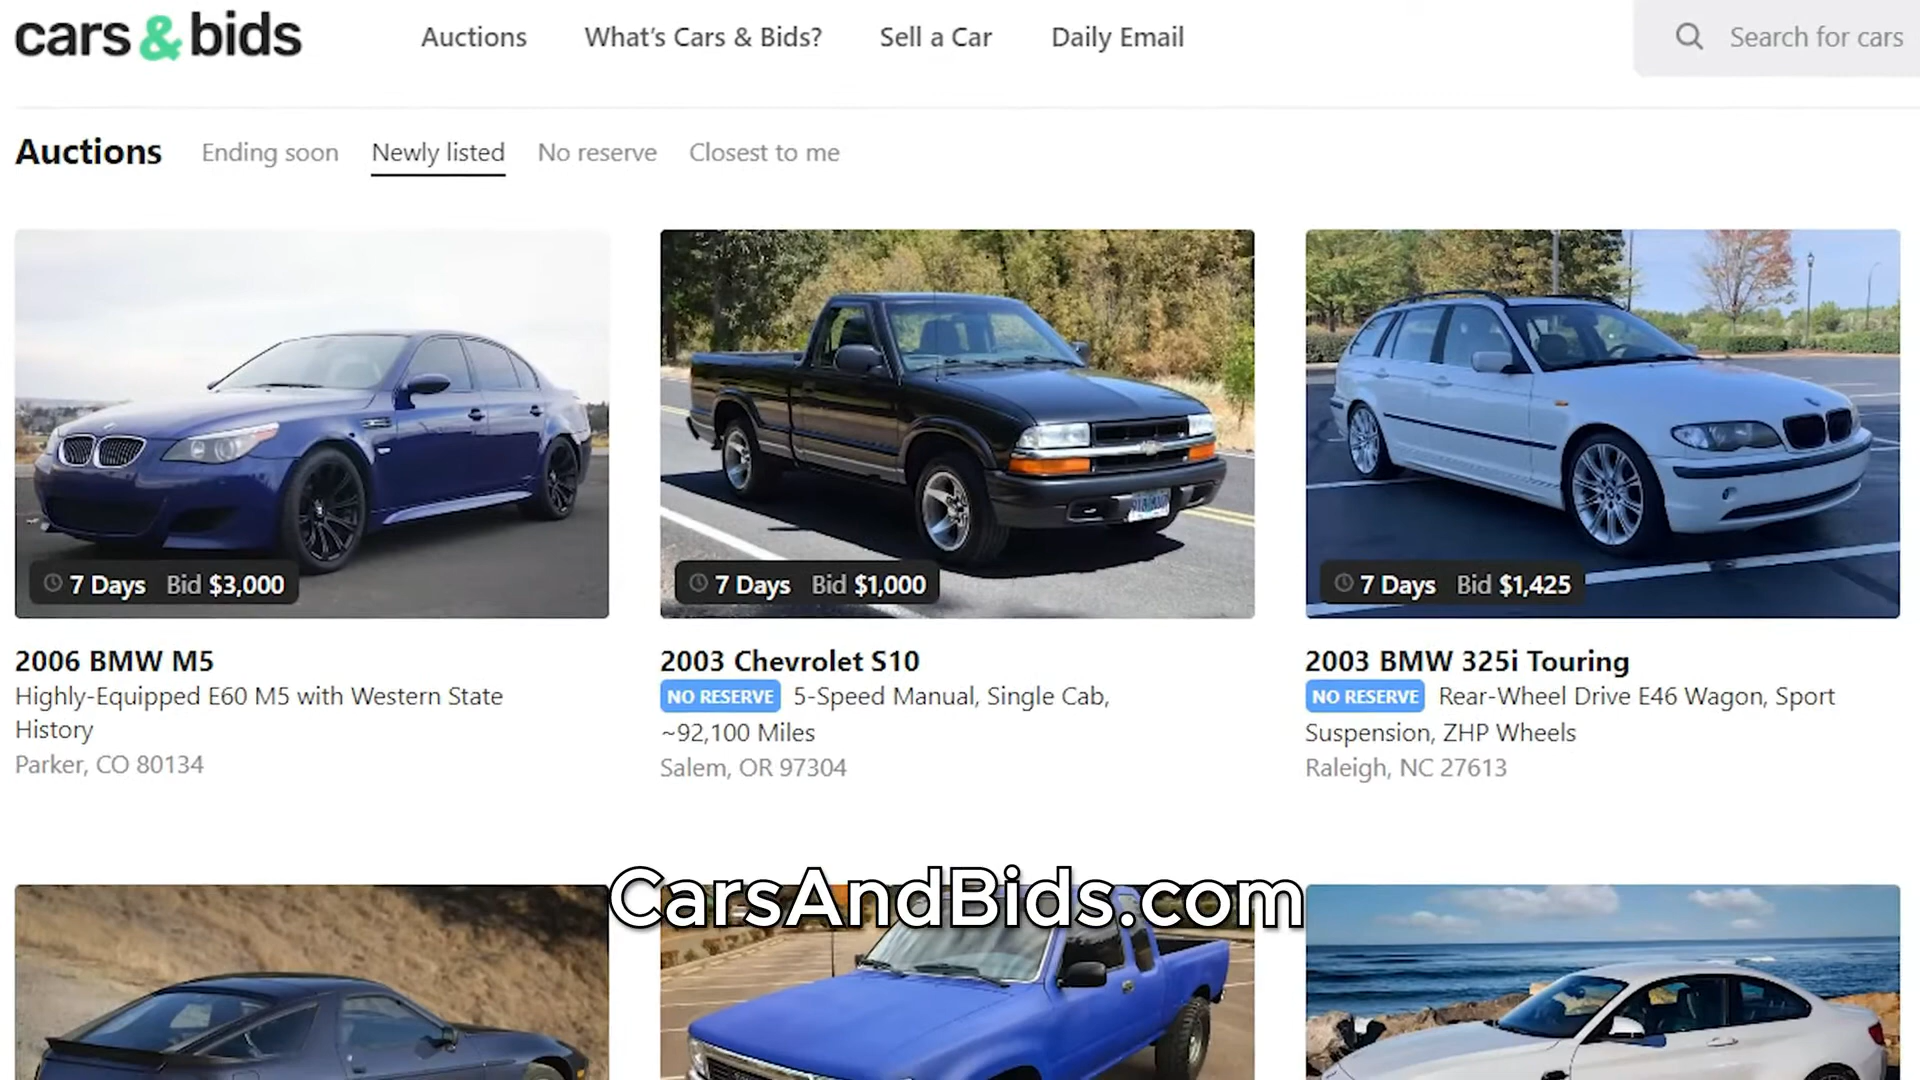 cars & bids
Auctions
What's Cars & Bids?
Sell a Car
Daily Email
Search for cars
Auctions
Ending soon
Newly listed
No reserve
Closest to me
7 Days Bid $3,000
7 Days Bid $1,000
7 Days Bid $1,425
2006 BMW M5
Highly-Equipped E60 M5 with Western State
History
Parker, CO 80134
2003 Chevrolet S10
NO RESERVE 5-Speed Manual, Single Cab,
~92,100 Miles
Salem, OR 97304
2003 BMW 325i Touring
NO RESERVE Rear-Wheel Drive E46 Wagon, Sport
Suspension, ZHP Wheels
Raleigh, NC 27613
CarsAndBids.com